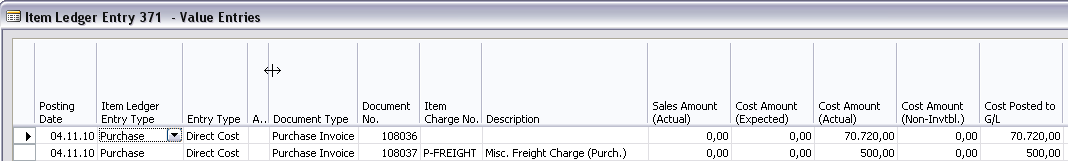 Item Ledger Entry 371 - Value Entries
Posting Date Item Ledger Entry Type Entry Type A.. Document Type Document No. Item Charge No. Description Sales Amount (Actual) Cost Amount (Expected) Cost Amount (Actual) Cost Amount (Non-Invtbl.) Cost Posted to G/L
04.11.10 Purchase Direct Cost Purchase Invoice 108036 0,00 0,00 70.720,00 0,00 70.720,00
04.11.10 Purchase Direct Cost Purchase Invoice 108037 P-FREIGHT Misc. Freight Charge (Purch.) 0,00 0,00 500,00 0,00 500,00